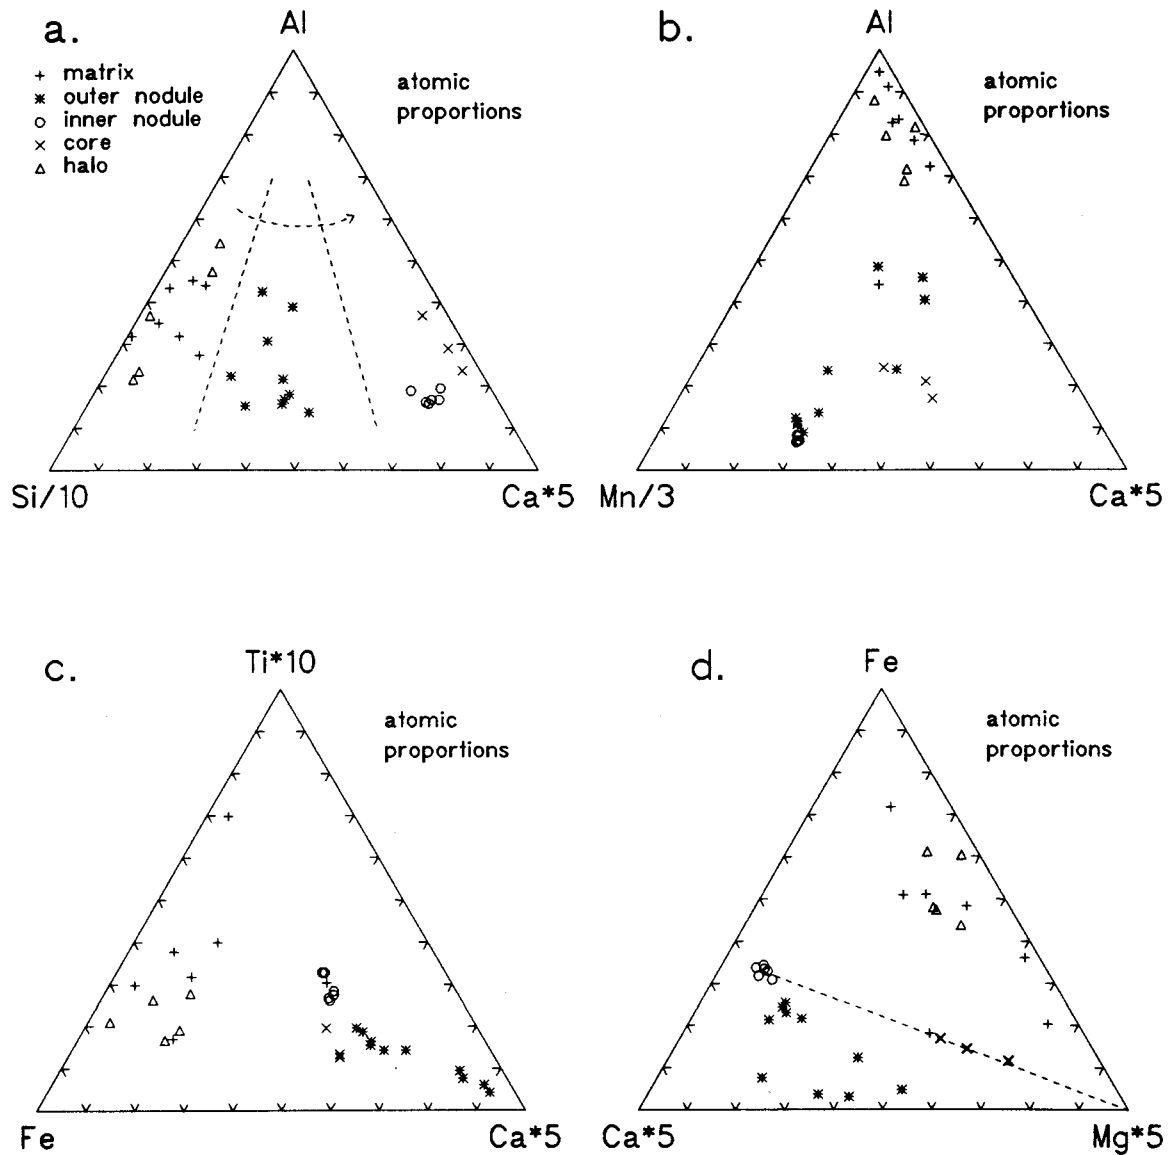 a.
Al
+ matrix
* outer nodule
o inner nodule
× core
△ halo
atomic
proportions
Si/10
Ca*5
b.
Al
atomic
proportions
Mn/3
Ca*5
c.
Ti*10
atomic
proportions
Fe
Ca*5
d.
Fe
atomic
proportions
Ca*5
Mg*5